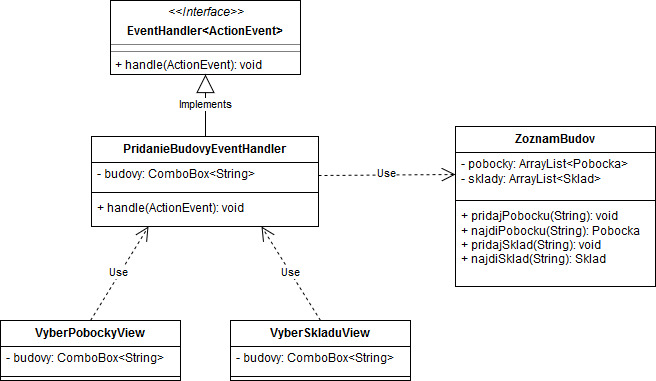 <<Interface>>
EventHandler<ActionEvent>
+ handle(ActionEvent): void
Implements
PridanieBudovyEventHandler
- budovy: ComboBox<String>
+ handle(ActionEvent): void
Use
ZoznamBudov
- pobocky: ArrayList<Pobocka>
- sklady: ArrayList<Sklad>
+ pridajPobocku(String): void
+ najdiPobocku(String): Pobocka
+ pridajSklad(String): void
+ najdiSklad(String): Sklad
Use
Use
VyberPobockyView
- budovy: ComboBox<String>
VyberSkladuView
- budovy: ComboBox<String>